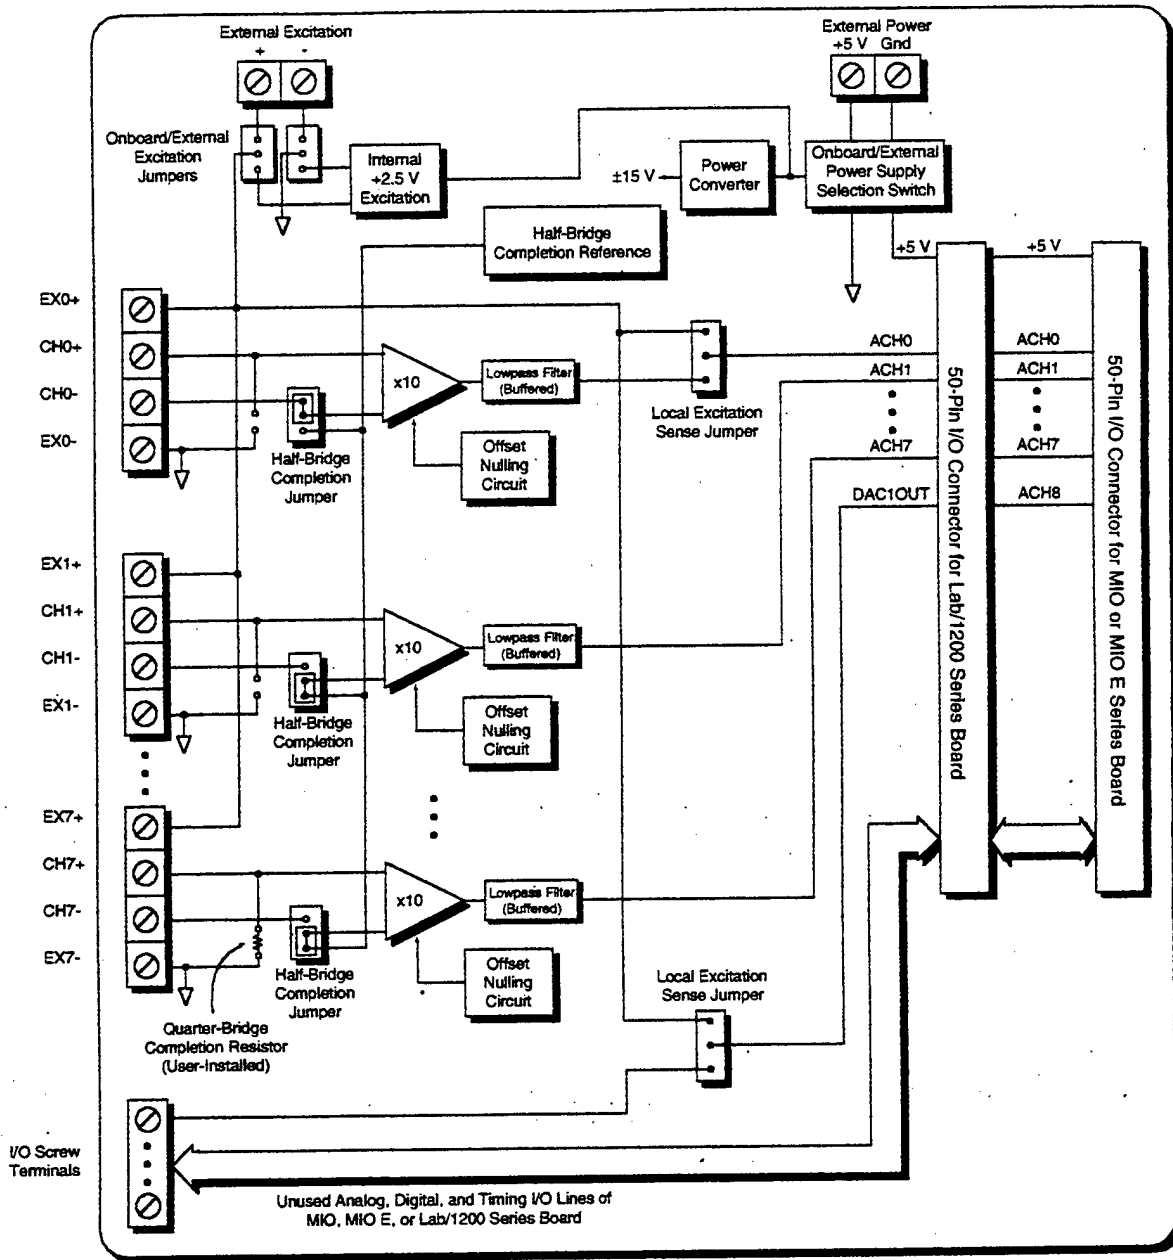 External Excitation
+ -
External Power
+5 V Gnd
Onboard/External
Excitation
Jumpers
Internal
+2.5 V
Excitation
±15 V
Power
Converter
Onboard/External
Power Supply
Selection Switch
Half-Bridge
Completion Reference
+5 V
+5 V
EX0+
CH0+
CH0-
EX0-
x10
Lowpass Filter
(Buffered)
Half-Bridge
Completion
Jumper
Offset
Nulling
Circuit
Local Excitation
Sense Jumper
ACH0
ACH1
ACH7
DAC1OUT
50-Pin I/O Connector for Lab/1200 Series Board
ACH0
ACH1
ACH7
ACH8
50-Pin I/O Connector for MIO or MIO E Series Board
EX1+
CH1+
CH1-
EX1-
x10
Lowpass Filter
(Buffered)
Half-Bridge
Completion
Jumper
Offset
Nulling
Circuit
EX7+
CH7+
CH7-
EX7-
x10
Lowpass Filter
(Buffered)
Half-Bridge
Completion
Jumper
Offset
Nulling
Circuit
Quarter-Bridge
Completion Resistor
(User-Installed)
Local Excitation
Sense Jumper
I/O Screw
Terminals
Unused Analog, Digital, and Timing I/O Lines of
MIO, MIO E, or Lab/1200 Series Board